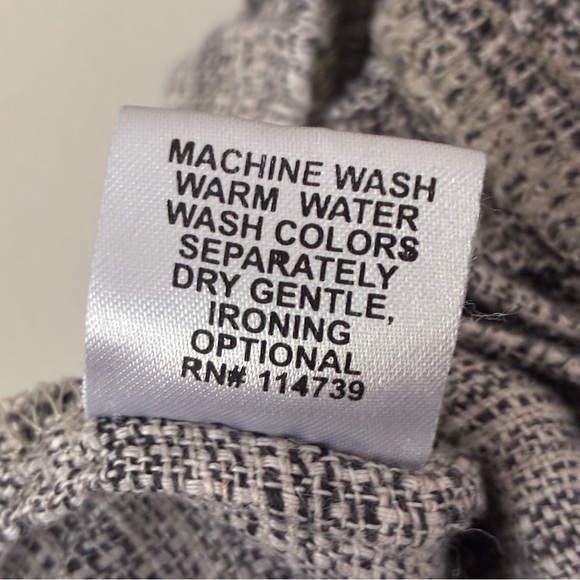 MACHINE WASH
WARM WATER
WASH COLORS
SEPARATELY
DRY GENTLE,
IRONING
OPTIONAL
RN# 114739